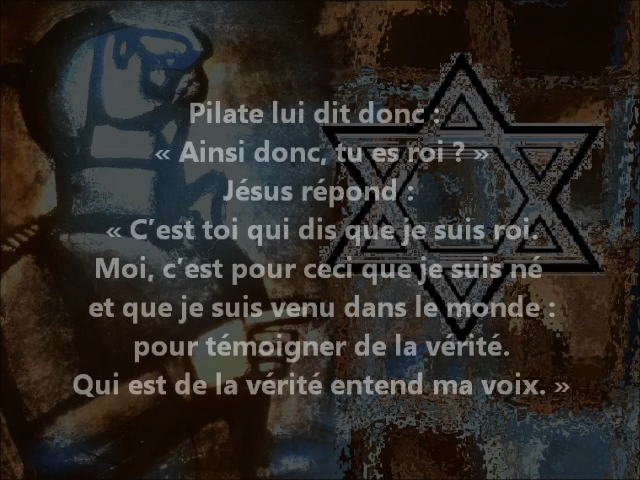 Pilate lui dit donc :
« Ainsi donc, tu es roi ? »
Jésus répond :
« C’est toi qui dis que je suis roi.
Moi, c’est pour ceci que je suis né
et que je suis venu dans le monde :
pour témoigner de la vérité.
Qui est de la vérité entend ma voix. »